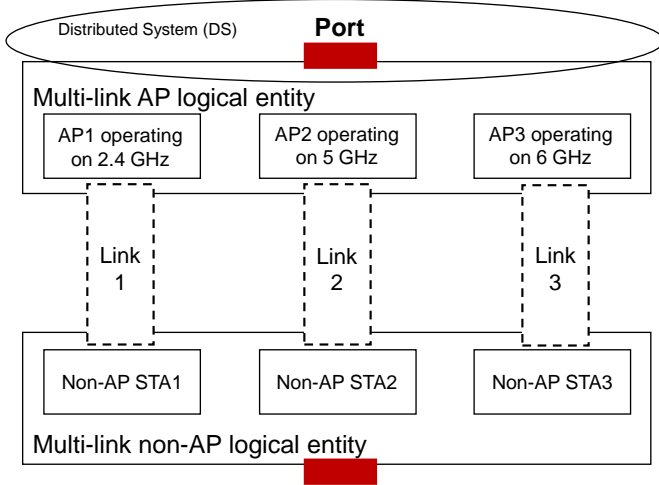 Distributed System (DS)
Port
Multi-link AP logical entity
AP1 operating
on 2.4 GHz
AP2 operating
on 5 GHz
AP3 operating
on 6 GHz
Link
1
Link
2
Link
3
Non-AP STA1
Non-AP STA2
Non-AP STA3
Multi-link non-AP logical entity